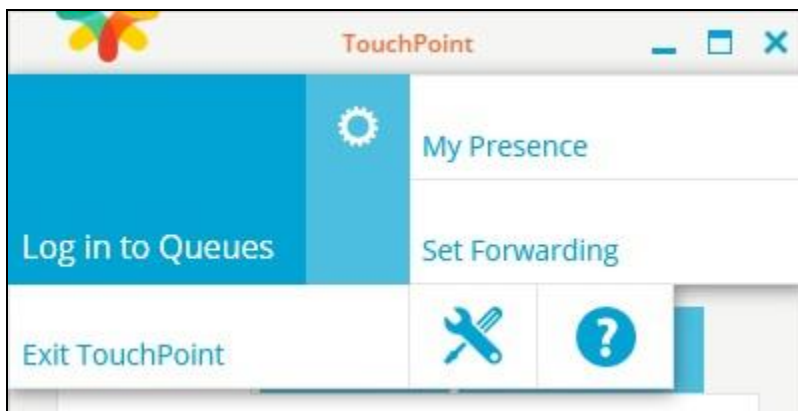 TouchPoint
My Presence
Log in to Queues
Set Forwarding
Exit TouchPoint
?